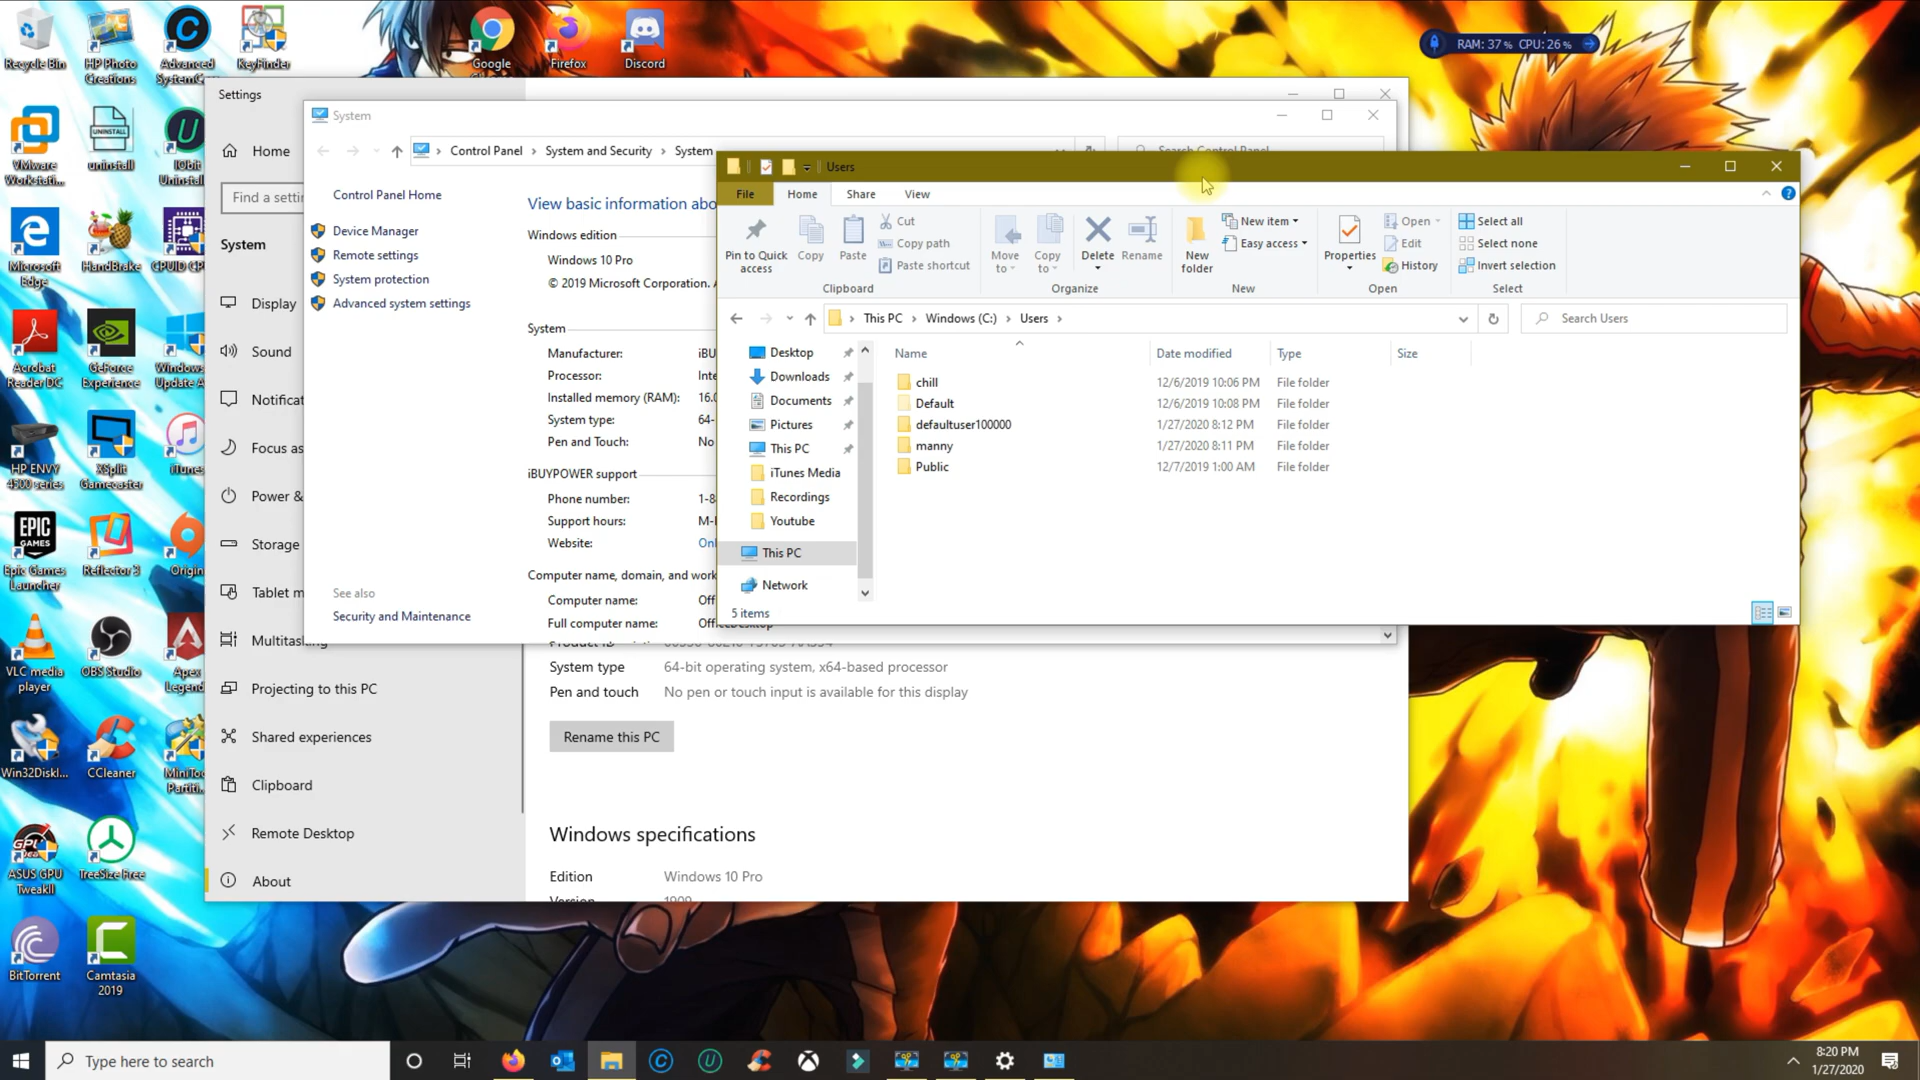 Recycle Bin
HP Photo Creations
Advanced SystemC...
KeyFinder
Google
Firefox
Discord
RAM: 37% CPU: 26%
VMware Workstati...
uninstall
IObit Uninstall
Microsoft Edge
HandBrake
CPUID CP
Acrobat Reader DC
GeForce Experience
Windows Update A
HP ENVY 4500 series
XSplit Gamecaster
iTunes
Epic Games Launcher
Reflector 3
Origin
VLC media player
OBS Studio
Apex Legend
Win32Diskl...
CCleaner
MiniToo Partiti...
ASUS GPU TweakII
TreeSize Free
BitTorrent
Camtasia 2019
Settings
Home
Find a setti
System
Display
Sound
Notificat
Focus as
Power &
Storage
Tablet m
Multitasking
Projecting to this PC
Shared experiences
Clipboard
Remote Desktop
About
System
Control Panel > System and Security > System
Search Control Panel
Control Panel Home
Device Manager
Remote settings
System protection
Advanced system settings
See also
Security and Maintenance
View basic information abo
Windows edition
Windows 10 Pro
© 2019 Microsoft Corporation. A
System
Manufacturer: iBU
Processor: Inte
Installed memory (RAM): 16.0
System type: 64-
Pen and Touch: No
iBUYPOWER support
Phone number: 1-8
Support hours: M-
Website: Onl
Computer name, domain, and work
Computer name: Off
Full computer name: OfficeDesktop
System type 64-bit operating system, x64-based processor
Pen and touch No pen or touch input is available for this display
Rename this PC
Windows specifications
Edition Windows 10 Pro
Version 1909
Users
File Home Share View
Pin to Quick access
Copy
Paste
Cut
Copy path
Paste shortcut
Clipboard
Move to
Copy to
Delete
Rename
Organize
New folder
New item
Easy access
New
Properties
Open
Edit
History
Open
Select all
Select none
Invert selection
Select
This PC > Windows (C:) > Users >
Search Users
Desktop
Downloads
Documents
Pictures
This PC
iTunes Media
Recordings
Youtube
This PC
Network
Name Date modified Type Size
chill 12/6/2019 10:06 PM File folder
Default 12/6/2019 10:08 PM File folder
defaultuser100000 1/27/2020 8:12 PM File folder
manny 1/27/2020 8:11 PM File folder
Public 12/7/2019 1:00 AM File folder
5 items
Type here to search
8:20 PM
1/27/2020